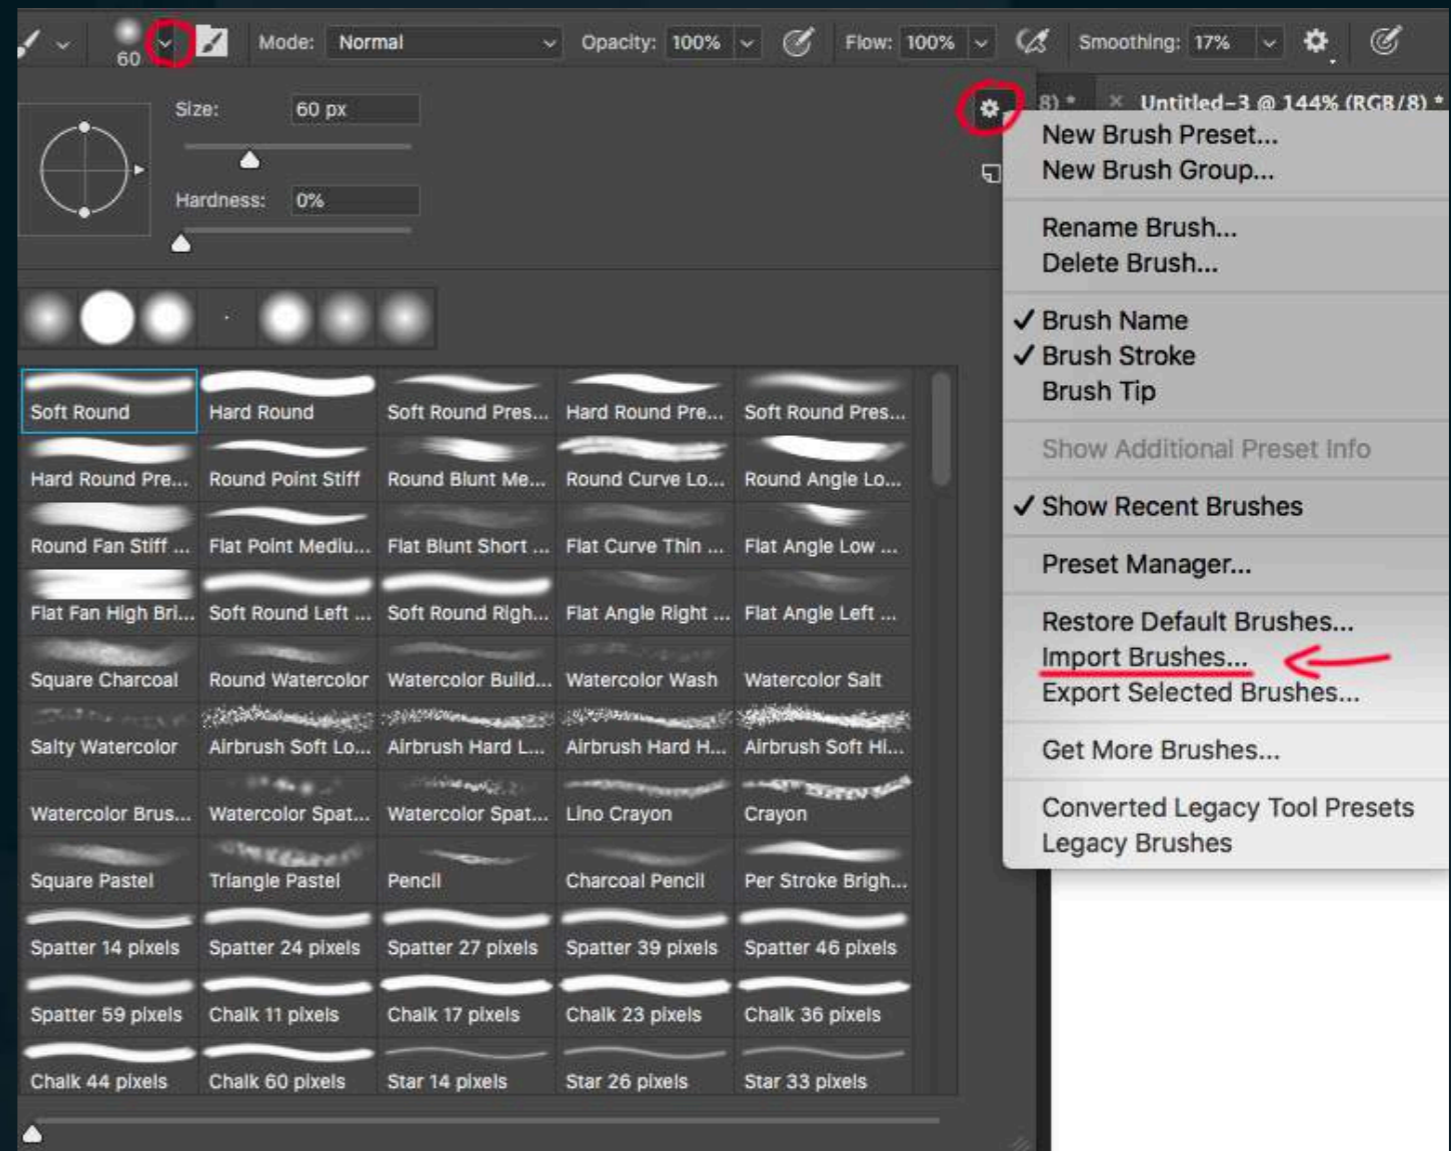 Mode: Normal Opacity: 100% Flow: 100% Smoothing: 17%
60
8) * × Untitled-3 @ 144% (RGB/8) *
Size: 60 px
Hardness: 0%
New Brush Preset...
New Brush Group...
Rename Brush...
Delete Brush...
✓ Brush Name
✓ Brush Stroke
Brush Tip
Show Additional Preset Info
✓ Show Recent Brushes
Preset Manager...
Restore Default Brushes...
Import Brushes...
Export Selected Brushes...
Get More Brushes...
Converted Legacy Tool Presets
Legacy Brushes
Soft Round Hard Round Soft Round Pres... Hard Round Pre... Soft Round Pres...
Hard Round Pre... Round Point Stiff Round Blunt Me... Round Curve Lo... Round Angle Lo...
Round Fan Stiff ... Flat Point Mediu... Flat Blunt Short ... Flat Curve Thin ... Flat Angle Low ...
Flat Fan High Bri... Soft Round Left ... Soft Round Righ... Flat Angle Right ... Flat Angle Left ...
Square Charcoal Round Watercolor Watercolor Build... Watercolor Wash Watercolor Salt
Salty Watercolor Airbrush Soft Lo... Airbrush Hard L... Airbrush Hard H... Airbrush Soft Hi...
Watercolor Brus... Watercolor Spat... Watercolor Spat... Lino Crayon Crayon
Square Pastel Triangle Pastel Pencil Charcoal Pencil Per Stroke Brigh...
Spatter 14 pixels Spatter 24 pixels Spatter 27 pixels Spatter 39 pixels Spatter 46 pixels
Spatter 59 pixels Chalk 11 pixels Chalk 17 pixels Chalk 23 pixels Chalk 36 pixels
Chalk 44 pixels Chalk 60 pixels Star 14 pixels Star 26 pixels Star 33 pixels